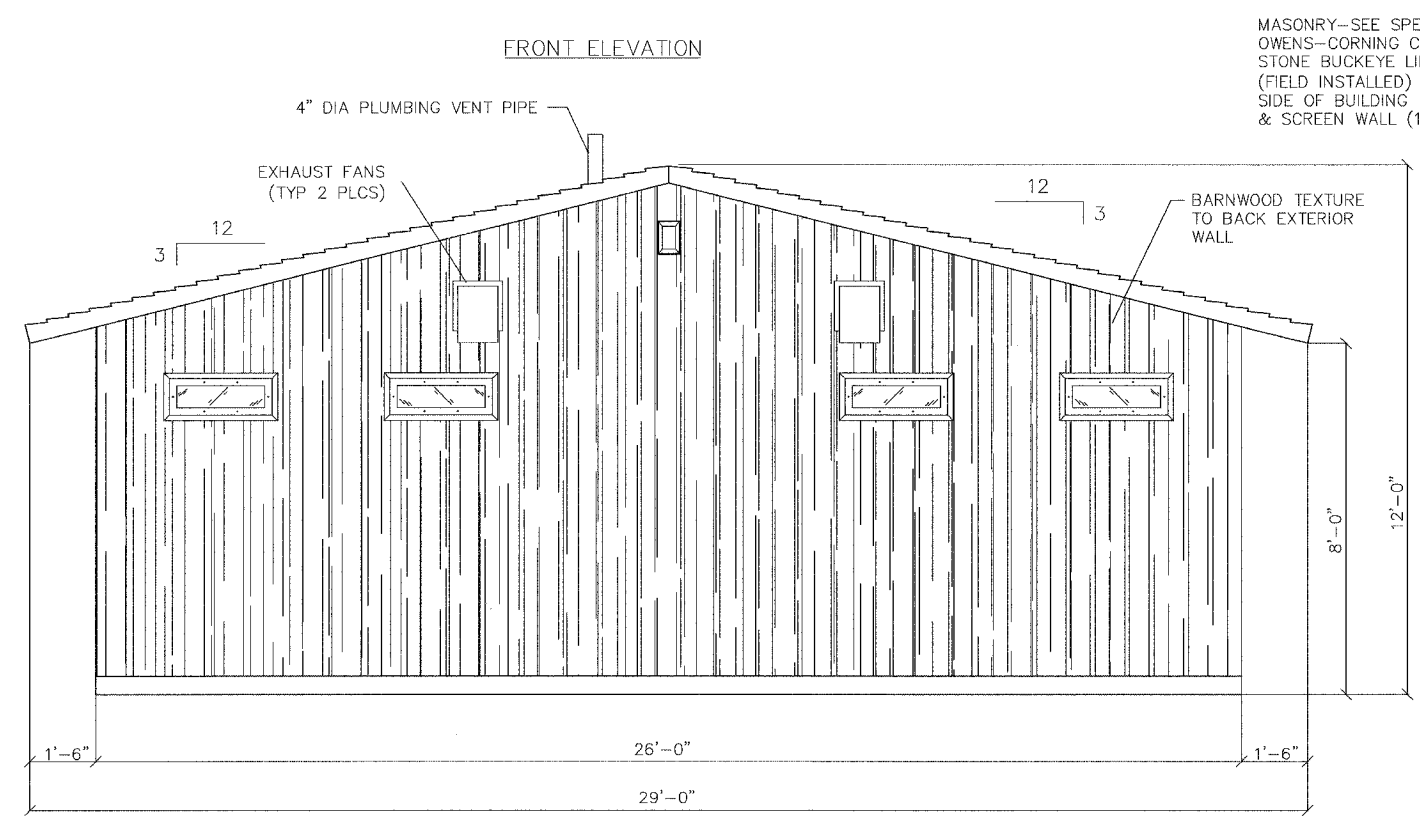 MASONRY–SEE SPE
OWENS–CORNING C
STONE BUCKEYE LI
(FIELD INSTALLED)
SIDE OF BUILDING
& SCREEN WALL (1
FRONT ELEVATION
4" DIA PLUMBING VENT PIPE
EXHAUST FANS
(TYP 2 PLCS)
12
3
12
3
BARNWOOD TEXTURE
TO BACK EXTERIOR
WALL
8'–0"
12'–0"
1'–6"
26'–0"
1'–6"
29'–0"